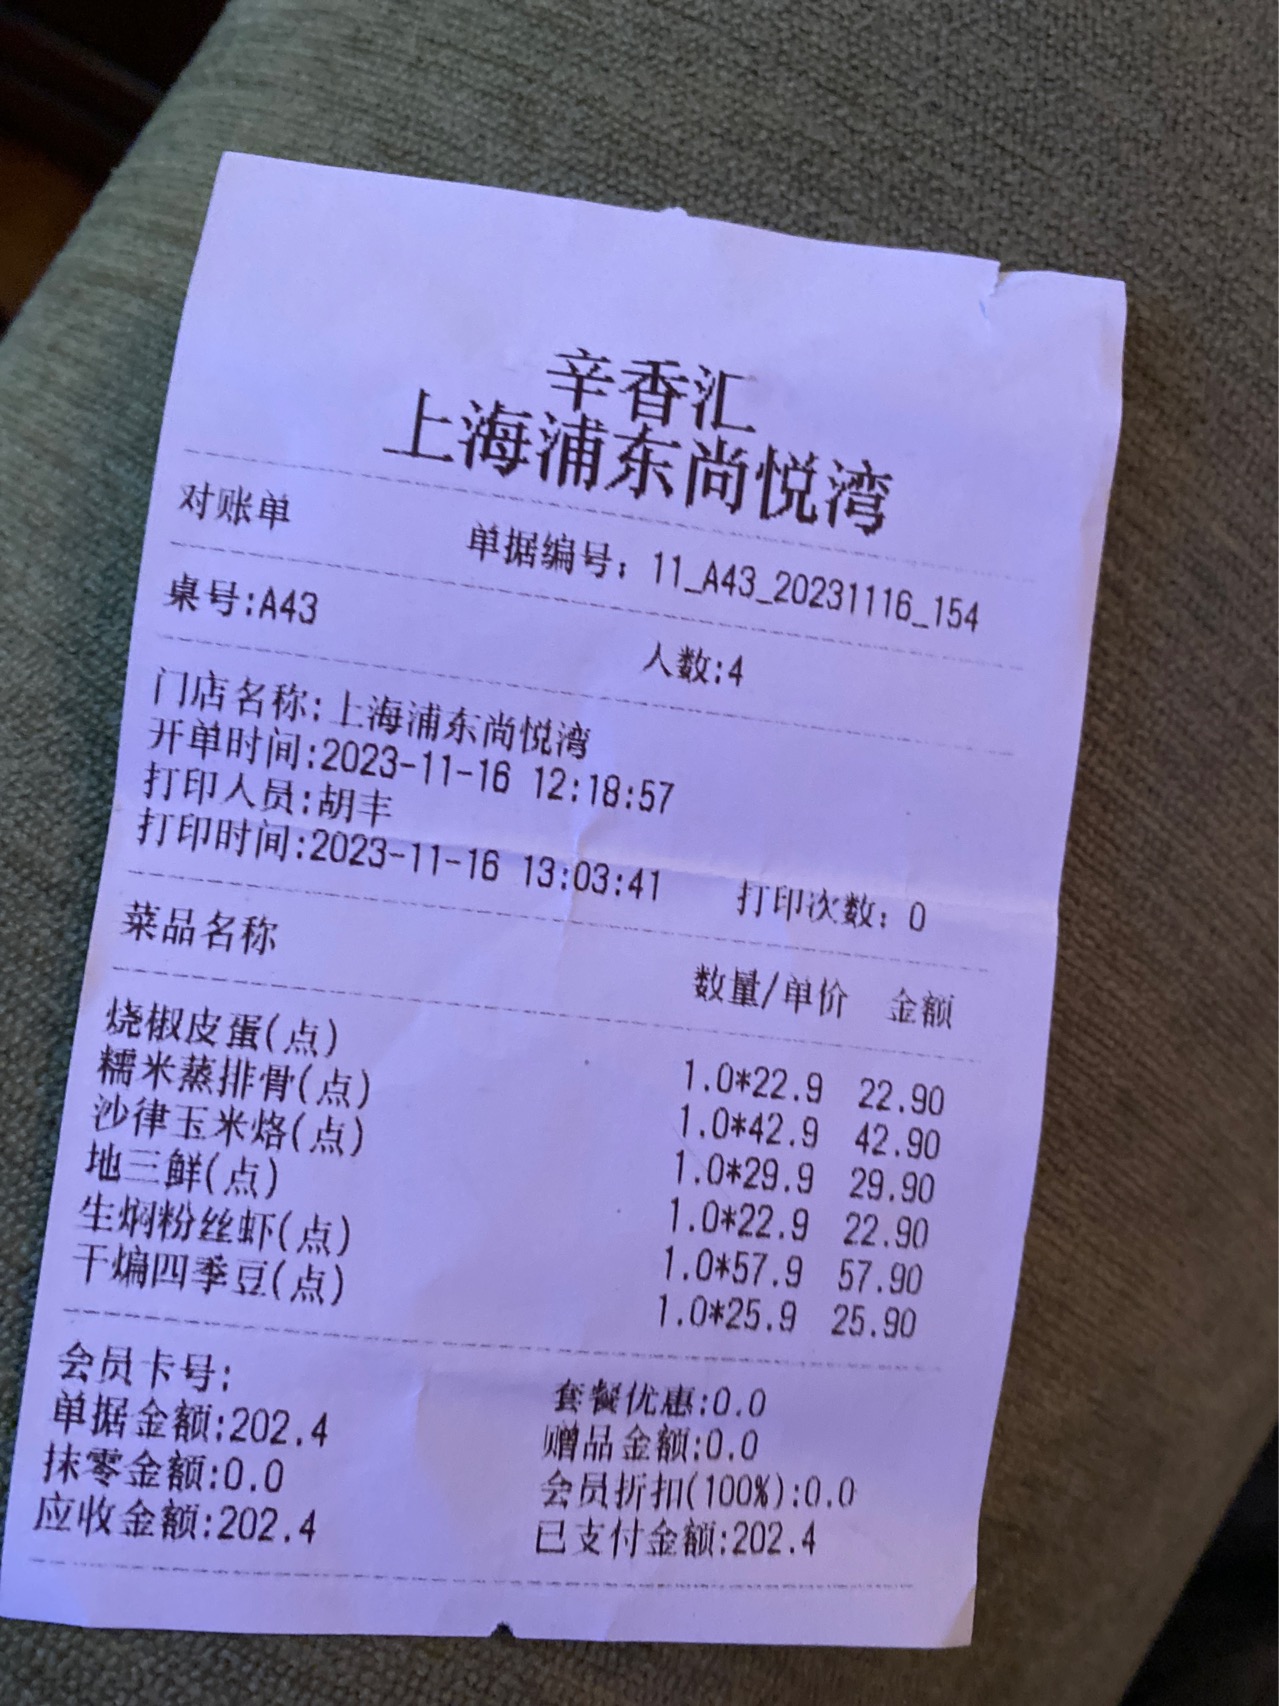 辛香汇
上海浦东尚悦湾
对账单 单据编号：11_A43_20231116_154
桌号:A43 人数:4
门店名称:上海浦东尚悦湾
开单时间:2023-11-16 12:18:57
打印人员:胡丰
打印时间:2023-11-16 13:03:41 打印次数：0
菜品名称 数量/单价 金额
烧椒皮蛋(点) 1.0*22.9 22.90
糯米蒸排骨(点) 1.0*42.9 42.90
沙律玉米烙(点) 1.0*29.9 29.90
地三鲜(点) 1.0*22.9 22.90
生焖粉丝虾(点) 1.0*57.9 57.90
干煸四季豆(点) 1.0*25.9 25.90
会员卡号: 套餐优惠:0.0
单据金额:202.4 赠品金额:0.0
抹零金额:0.0 会员折扣(100%):0.0
应收金额:202.4 已支付金额:202.4